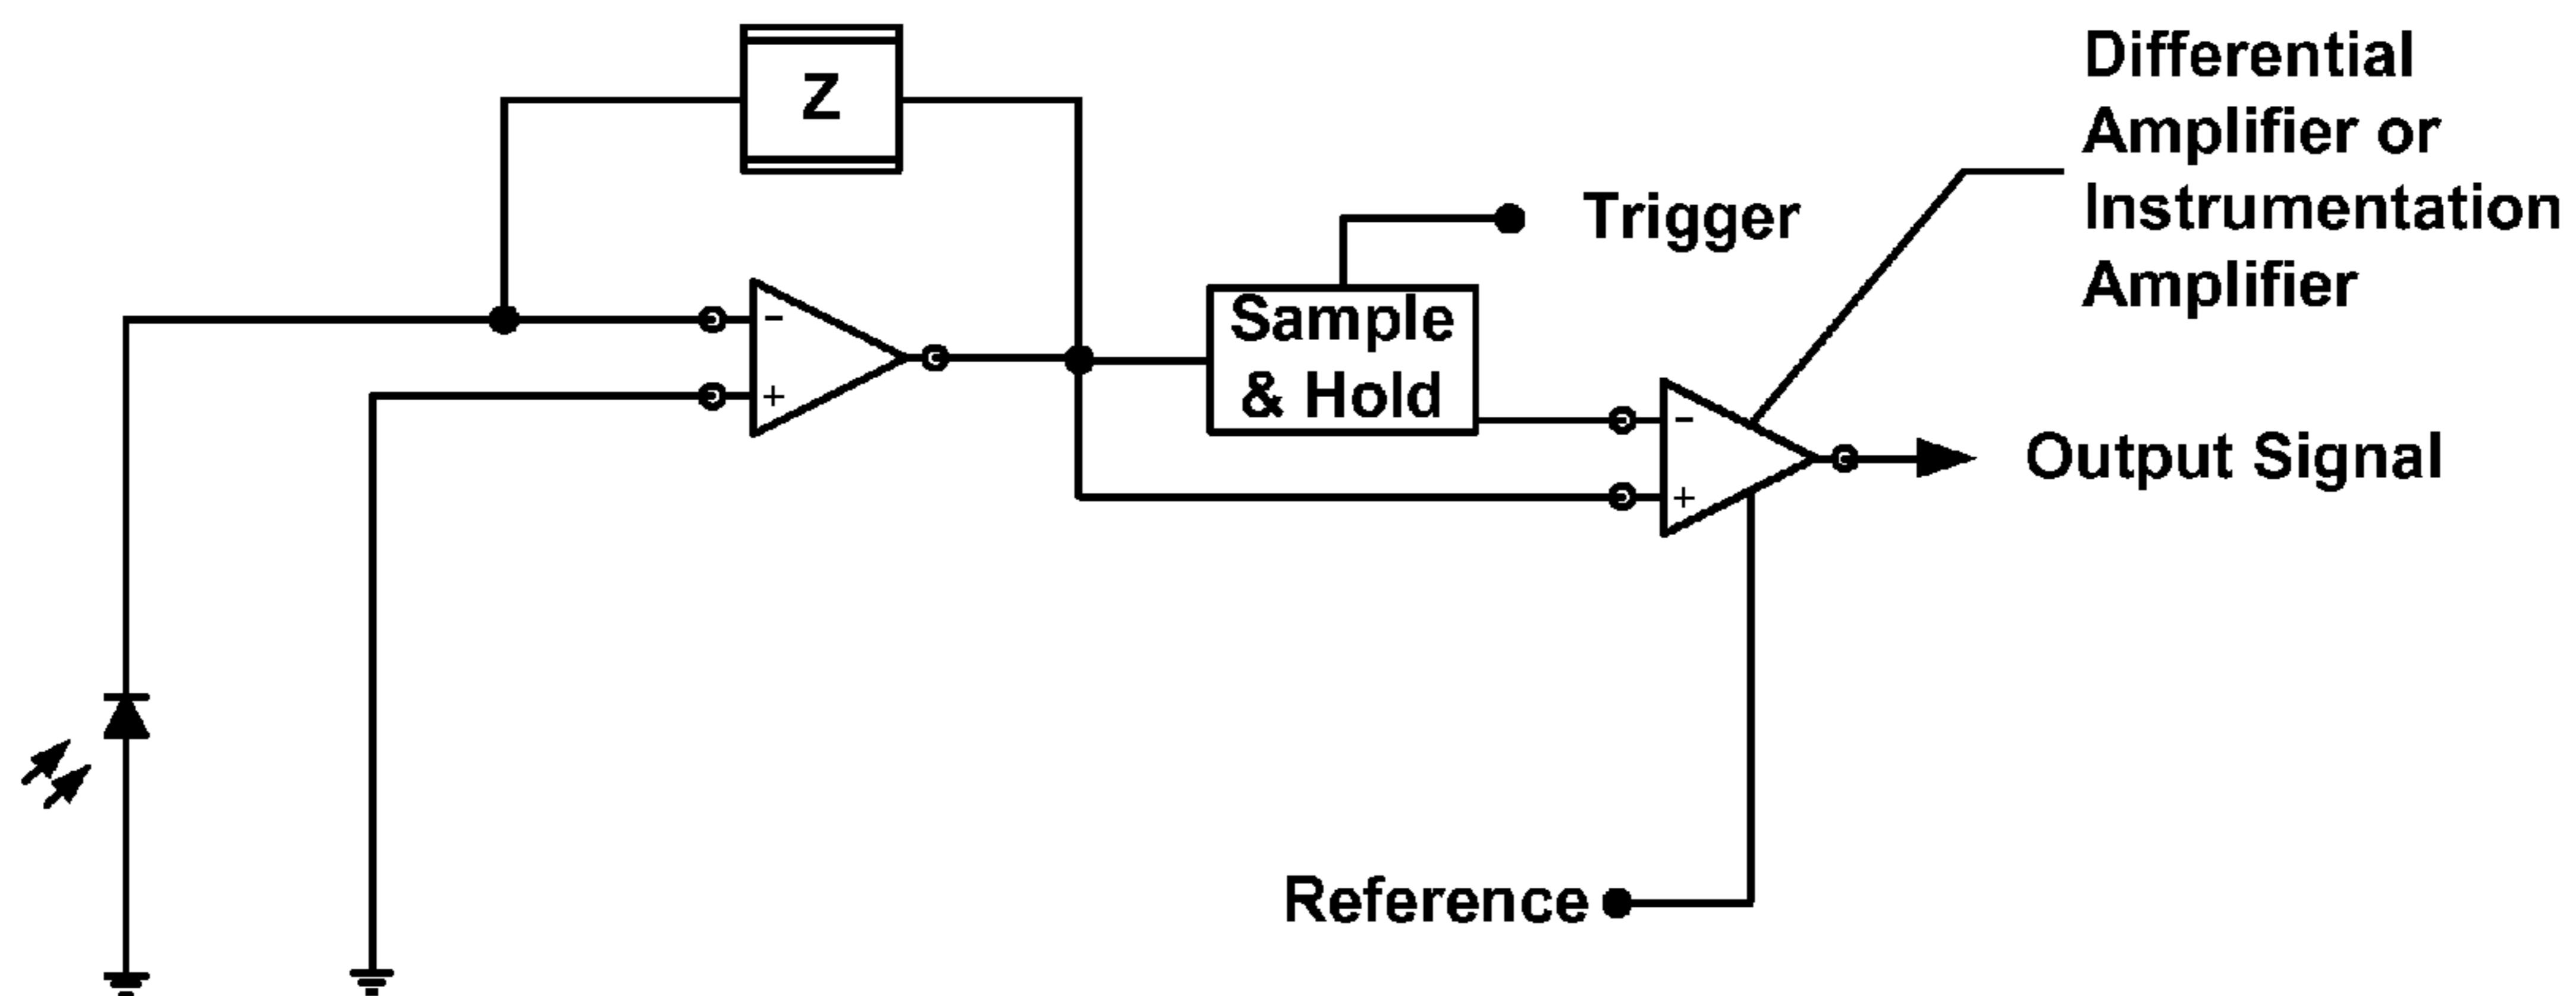 Differential
Amplifier or
Instrumentation
Amplifier
Z
Trigger
Sample
& Hold
-
+
-
+
Output Signal
Reference